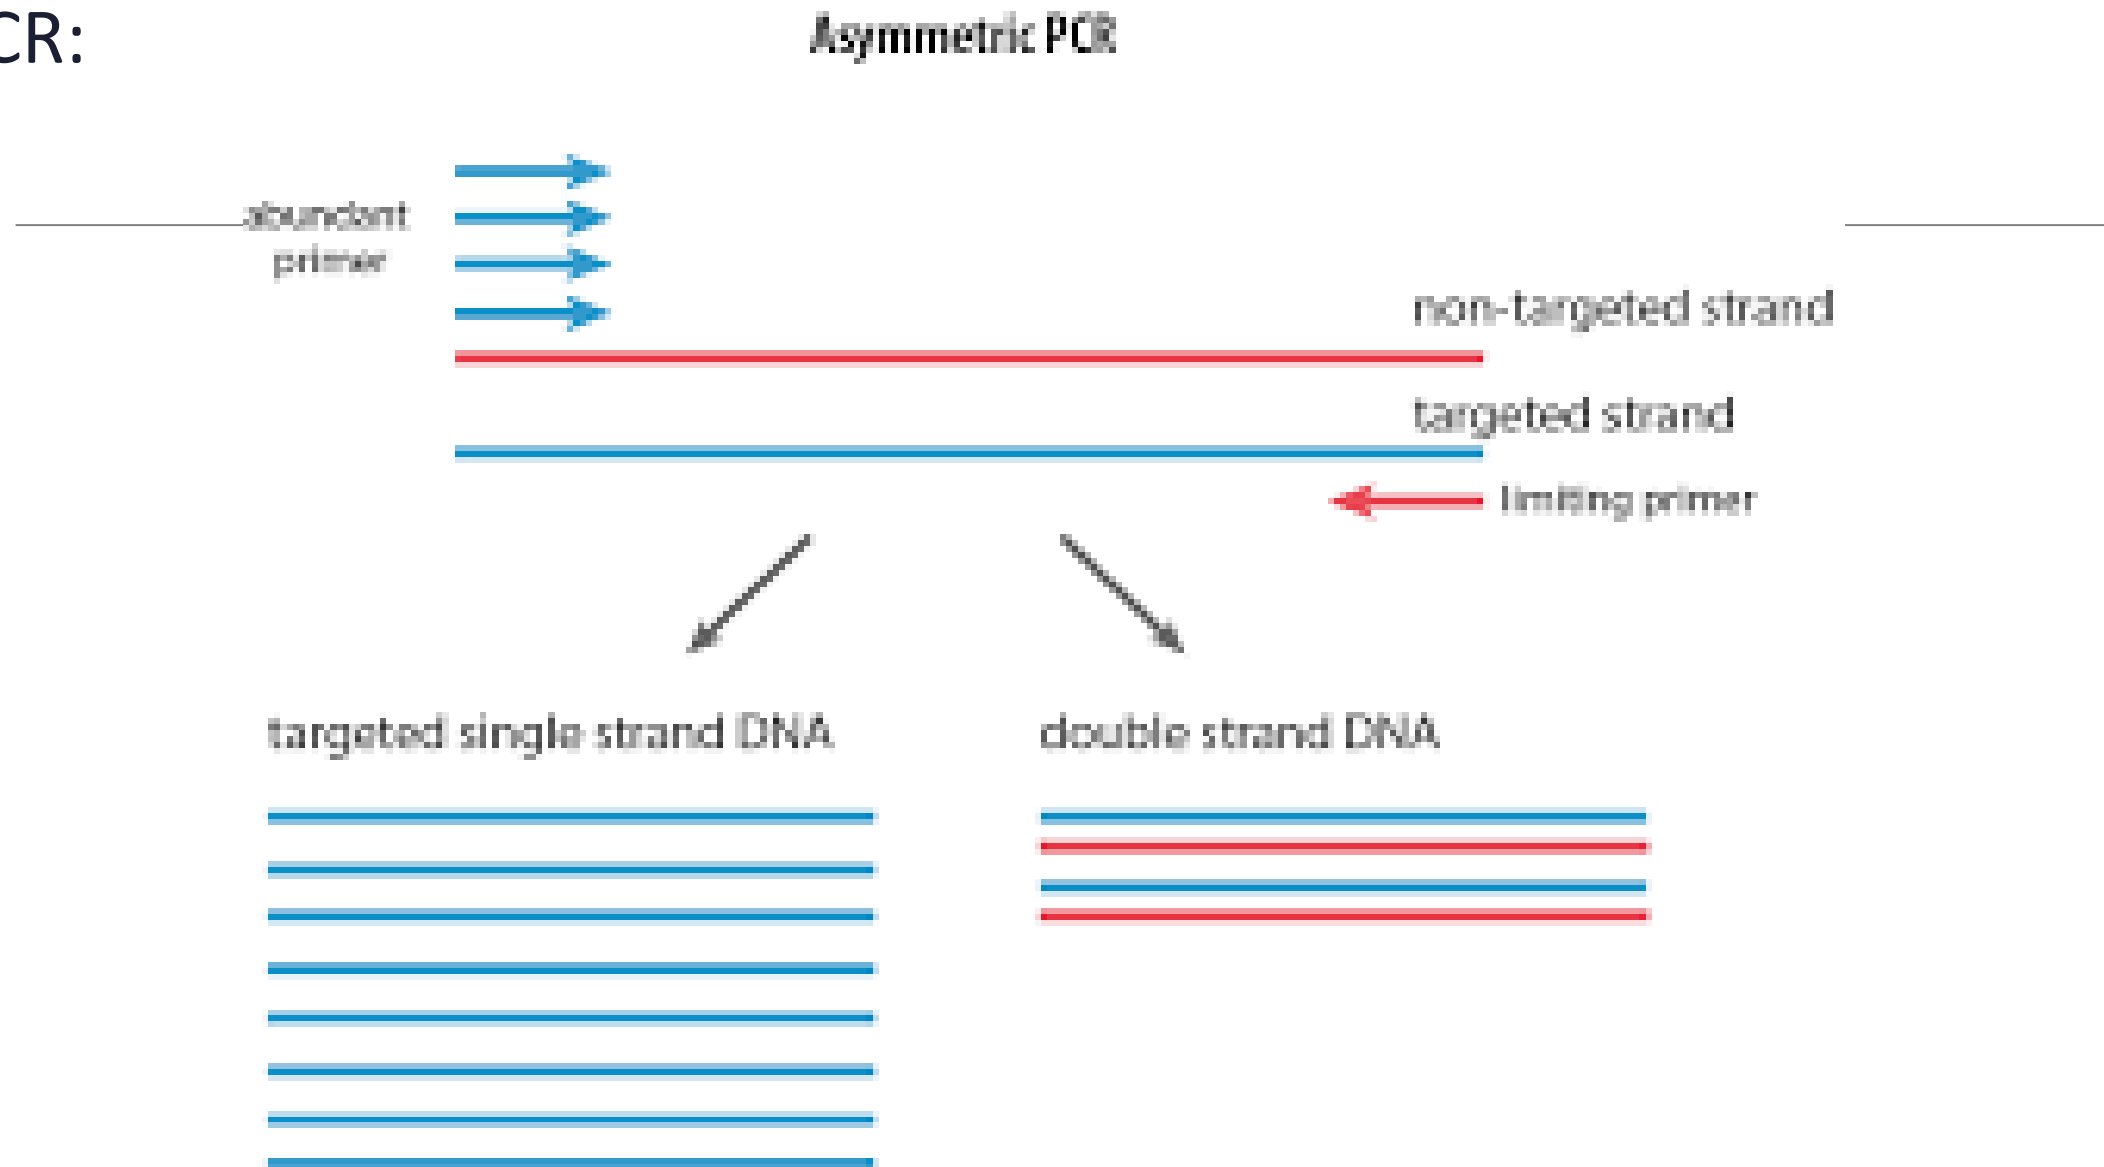 CR:
Asymmetric PCR
abundant
primer
non-targeted strand
targeted strand
limiting primer
targeted single strand DNA
double strand DNA